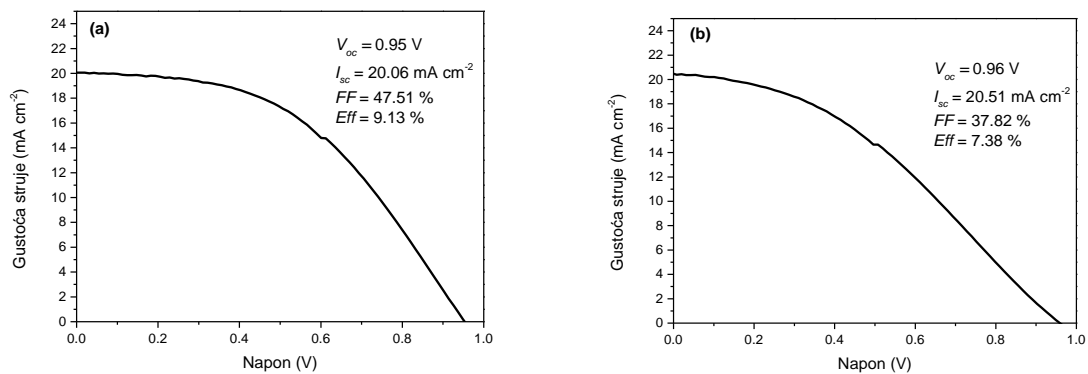 (a)
V_oc = 0.95 V
I_sc = 20.06 mA cm⁻²
FF = 47.51 %
Eff = 9.13 %
Gustoća struje (mA cm⁻²)
24
22
20
18
16
14
12
10
8
6
4
2
0
0.0 0.2 0.4 0.6 0.8 1.0
Napon (V)
(b)
V_oc = 0.96 V
I_sc = 20.51 mA cm⁻²
FF = 37.82 %
Eff = 7.38 %
Gustoća struje (mA cm⁻²)
24
22
20
18
16
14
12
10
8
6
4
2
0
0.0 0.2 0.4 0.6 0.8 1.0
Napon (V)